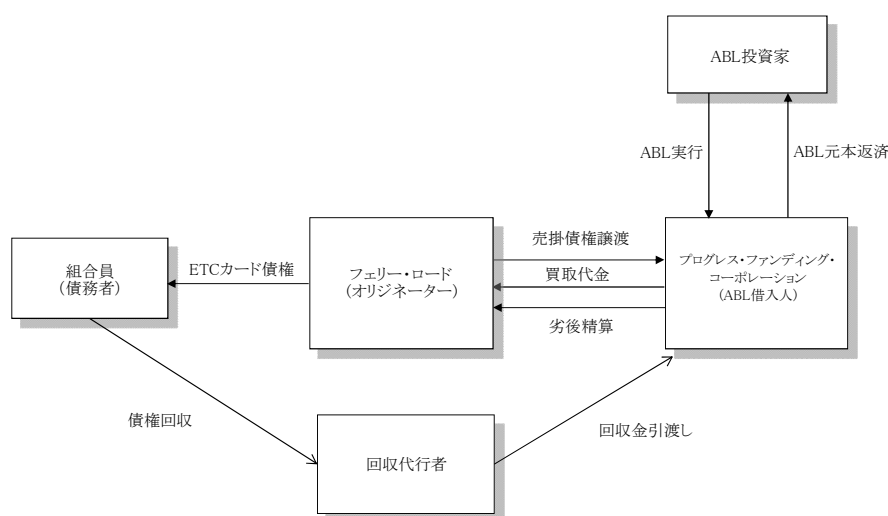 ABL投資家
ABL実行
ABL元本返済
組合員
(債務者)
ETCカード債権
フェリー・ロード
(オリジネーター)
売掛債権譲渡
買取代金
劣後精算
プログレス・ファンディング・
コーポレーション
(ABL借入人)
債権回収
回収代行者
回収金引渡し